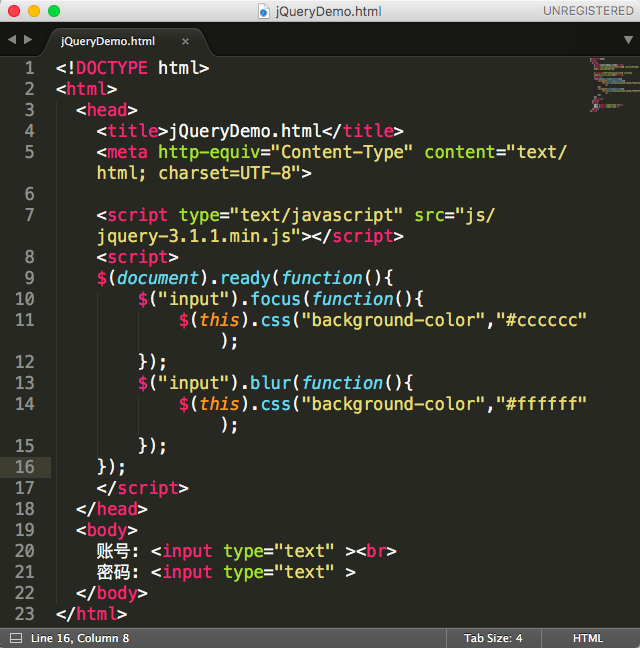 jQueryDemo.html
UNREGISTERED
jQueryDemo.html ×
1 <!DOCTYPE html>
2 <html>
3   <head>
4     <title>jQueryDemo.html</title>
5     <meta http-equiv="Content-Type" content="text/
    html; charset=UTF-8">
6
7     <script type="text/javascript" src="js/
    jquery-3.1.1.min.js"></script>
8     <script>
9     $(document).ready(function(){
10         $("input").focus(function(){
11             $(this).css("background-color","#cccccc"
                );
12         });
13         $("input").blur(function(){
14             $(this).css("background-color","#ffffff"
                );
15         });
16     });
17     </script>
18   </head>
19   <body>
20     账号: <input type="text" ><br>
21     密码: <input type="text" >
22   </body>
23 </html>
Line 16, Column 8
Tab Size: 4
HTML